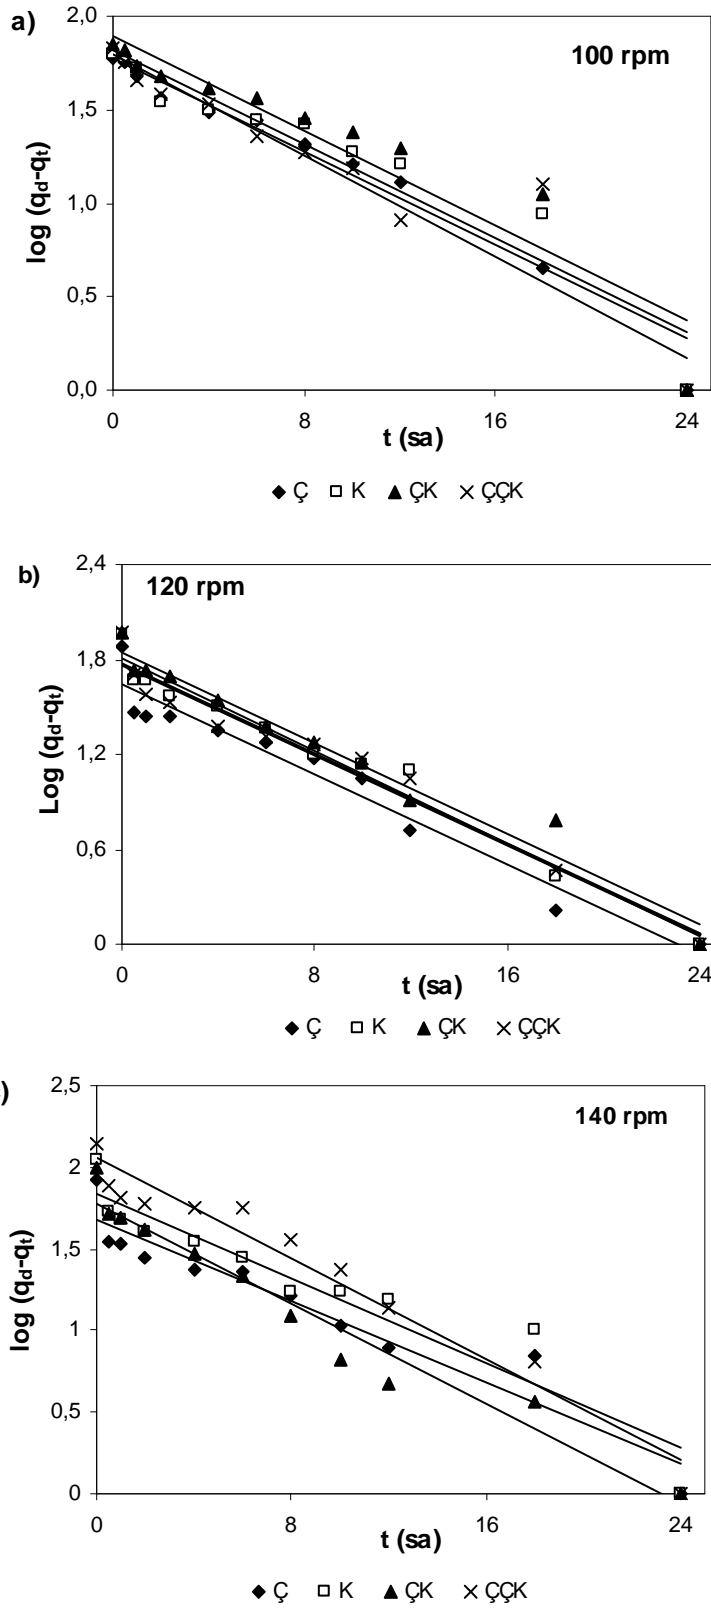 a)
100 rpm
2,0
1,5
1,0
0,5
0,0
log (qd-qt)
0 8 16 24
t (sa)
Ç K ÇK ÇÇK
b)
120 rpm
2,4
1,8
1,2
0,6
0
Log (qd-qt)
0 8 16 24
t (sa)
Ç K ÇK ÇÇK
)
140 rpm
2,5
2
1,5
1
0,5
0
log (qd-qt)
0 8 16 24
t (sa)
Ç K ÇK ÇÇK